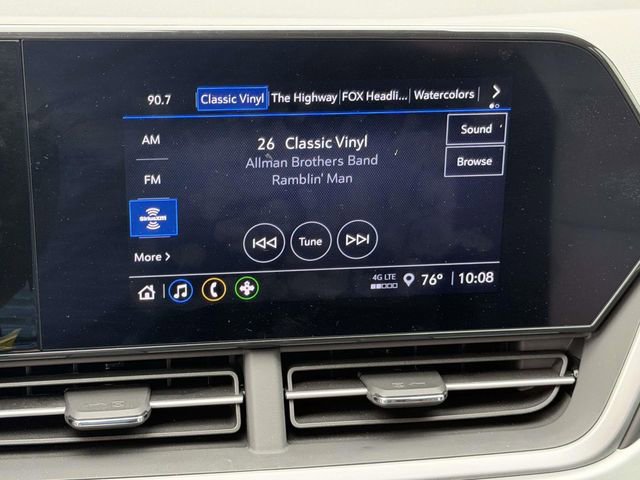 90.7 Classic Vinyl The Highway FOX Headli... Watercolors
AM
26 Classic Vinyl
Sound
Allman Brothers Band
Browse
FM
Ramblin' Man
SiriusXM
Tune
More
4G LTE 76° 10:08